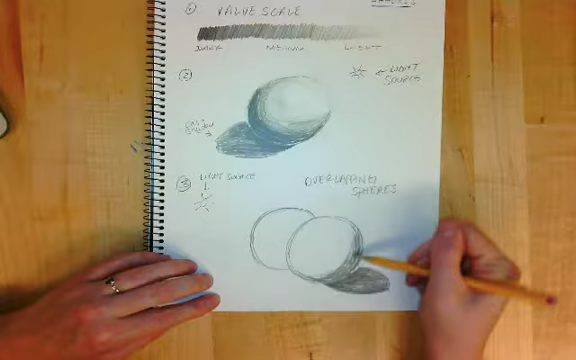 ① VALUE SCALE
DARK MEDIUM LIGHT
②
← LIGHT
SOURCE
CAST
SHADOW
③ LIGHT SOURCE
OVERLAPPING
SPHERES